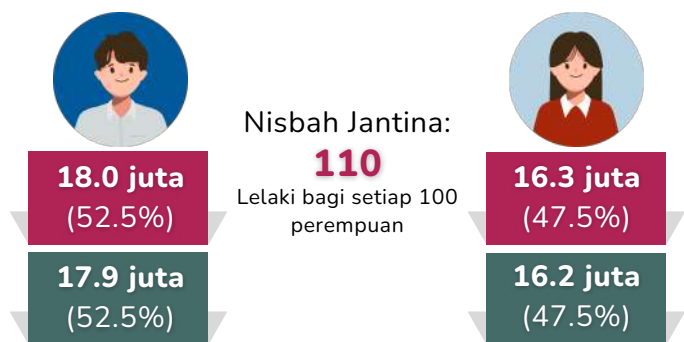 18.0 juta
(52.5%)
17.9 juta
(52.5%)
Nisbah Jantina:
110
Lelaki bagi setiap 100
perempuan
16.3 juta
(47.5%)
16.2 juta
(47.5%)